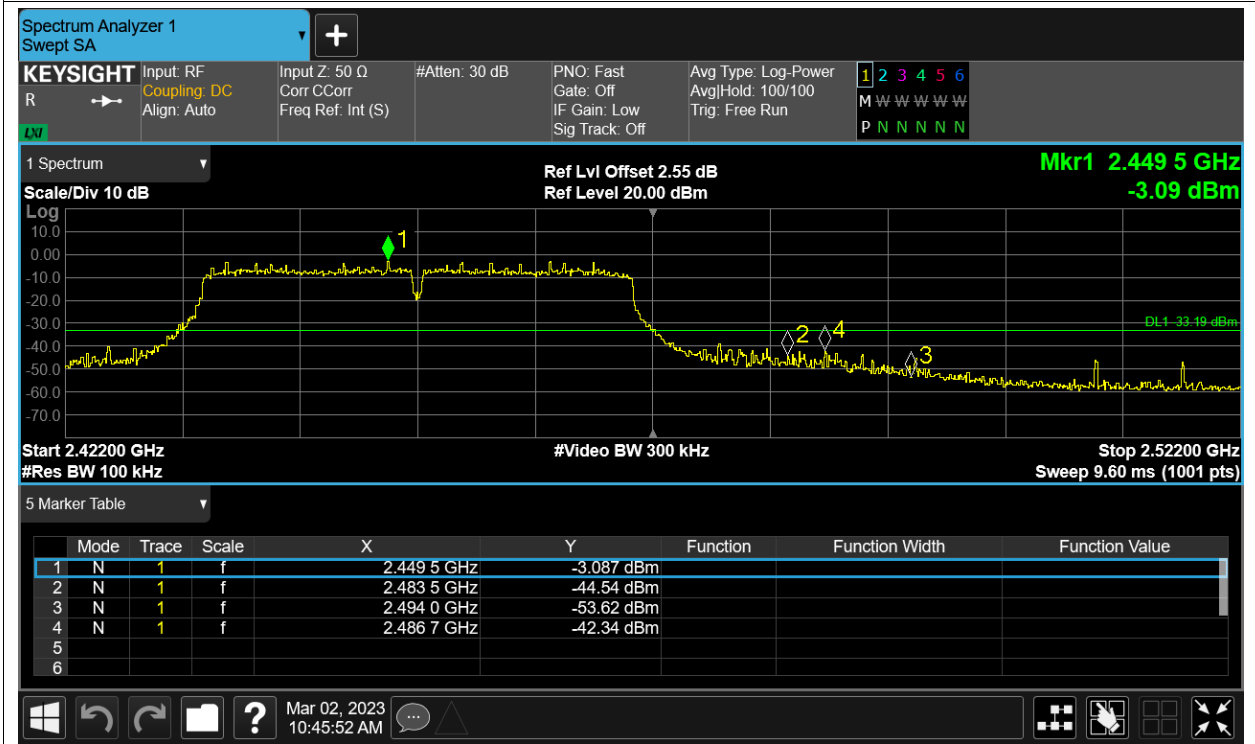 Spectrum Analyzer 1
Swept SA
+
KEYSIGHT Input: RF Input Z: 50 Ω #Atten: 30 dB PNO: Fast Avg Type: Log-Power 1 2 3 4 5 6
R Coupling: DC Corr CCorr Gate: Off Avg|Hold: 100/100 M W W W W W
Align: Auto Freq Ref: Int (S) IF Gain: Low Trig: Free Run
LXI Sig Track: Off P N N N N N
1 Spectrum Ref Lvl Offset 2.55 dB Mkr1 2.449 5 GHz
Scale/Div 10 dB Ref Level 20.00 dBm -3.09 dBm
Log
10.0
1
0.00
-10.0
-20.0
-30.0 DL1 -33.19 dBm
2 4
-40.0
3
-50.0
-60.0
-70.0
Start 2.42200 GHz #Video BW 300 kHz Stop 2.52200 GHz
#Res BW 100 kHz Sweep 9.60 ms (1001 pts)
5 Marker Table
Mode Trace Scale X Y Function Function Width Function Value
1 N 1 f 2.449 5 GHz -3.087 dBm
2 N 1 f 2.483 5 GHz -44.54 dBm
3 N 1 f 2.494 0 GHz -53.62 dBm
4 N 1 f 2.486 7 GHz -42.34 dBm
5
6
? Mar 02, 2023
10:45:52 AM